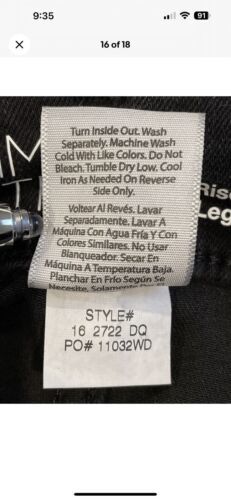 9:35
91
16 of 18
Turn Inside Out. Wash
Separately. Machine Wash
Cold With Like Colors. Do Not
Bleach. Tumble Dry Low. Cool
Iron As Needed On Reverse
Side Only.
Voltear Al Revés. Lavar
Separadamente. Lavar A
Máquina Con Agua Fría Y Con
Colores Similares. No Usar
Blanqueador. Secar En
Máquina A Temperatura Baja.
Planchar En Frío Según Se
Necesite, Solamente
Leg
STYLE#
16 2722 DQ
PO# 11032WD